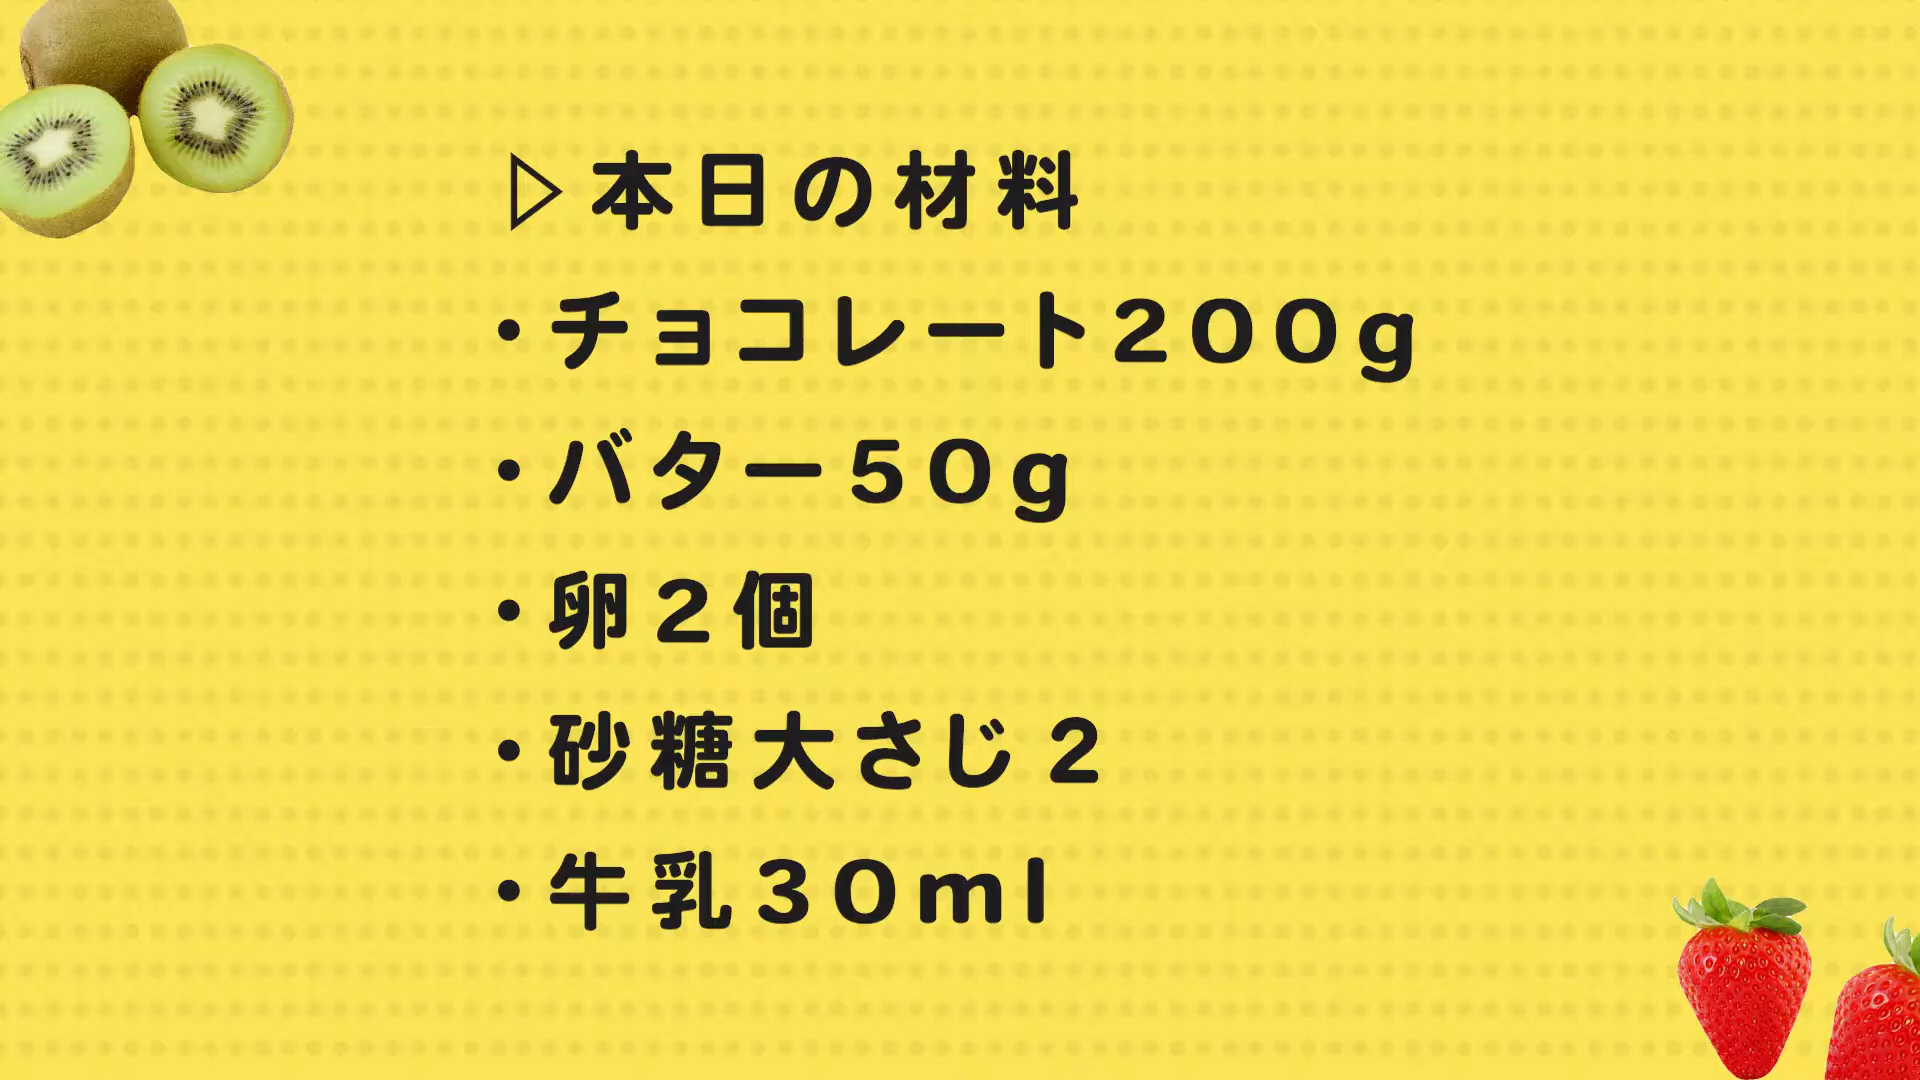 ▷本日の材料
・チョコレート200g
・バター50g
・卵2個
・砂糖大さじ2
・牛乳30ml